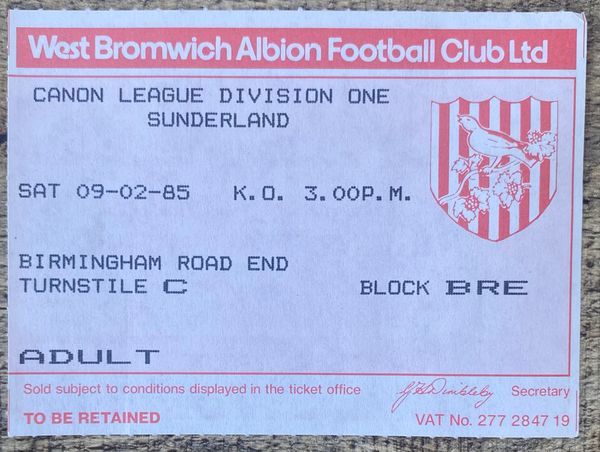 West Bromwich Albion Football Club Ltd
CANON LEAGUE DIVISION ONE
SUNDERLAND
SAT 09-02-85 K.O. 3.00P.M.
BIRMINGHAM ROAD END
TURNSTILE C BLOCK BRE
ADULT
Sold subject to conditions displayed in the ticket office Secretary
TO BE RETAINED VAT No. 277 2847 19